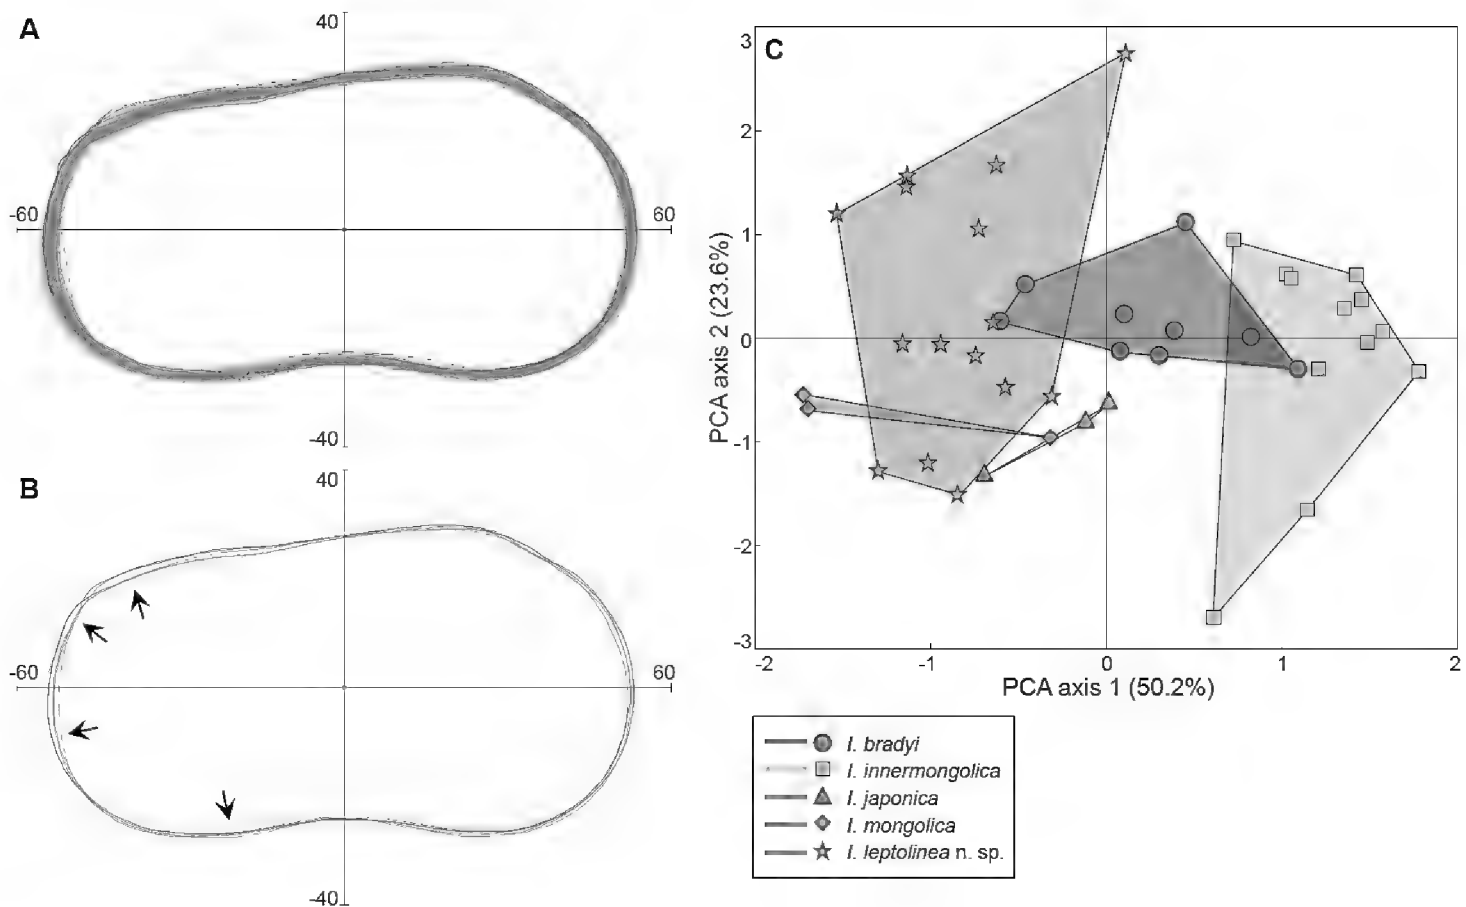 A
40
-60
60
-40
B
40
-60
60
-40
C
3
2
1
0
-1
-2
-3
PCA axis 2 (23.6%)
-2 -1 0 1 2
PCA axis 1 (50.2%)
I. bradyi
I. innermongolica
I. japonica
I. mongolica
I. leptolinea n. sp.